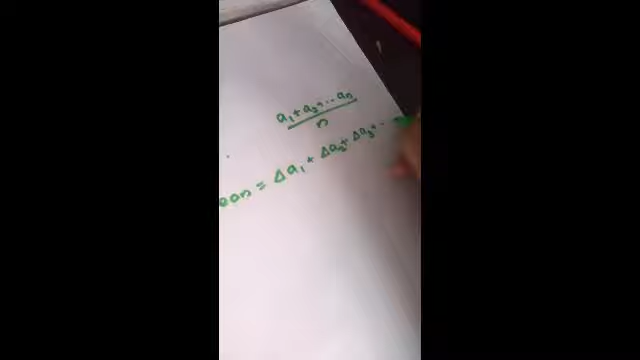 a₁ + a₂ + ... aₙ
n
ean = Δa₁ + Δa₂ + Δa₃ + ..